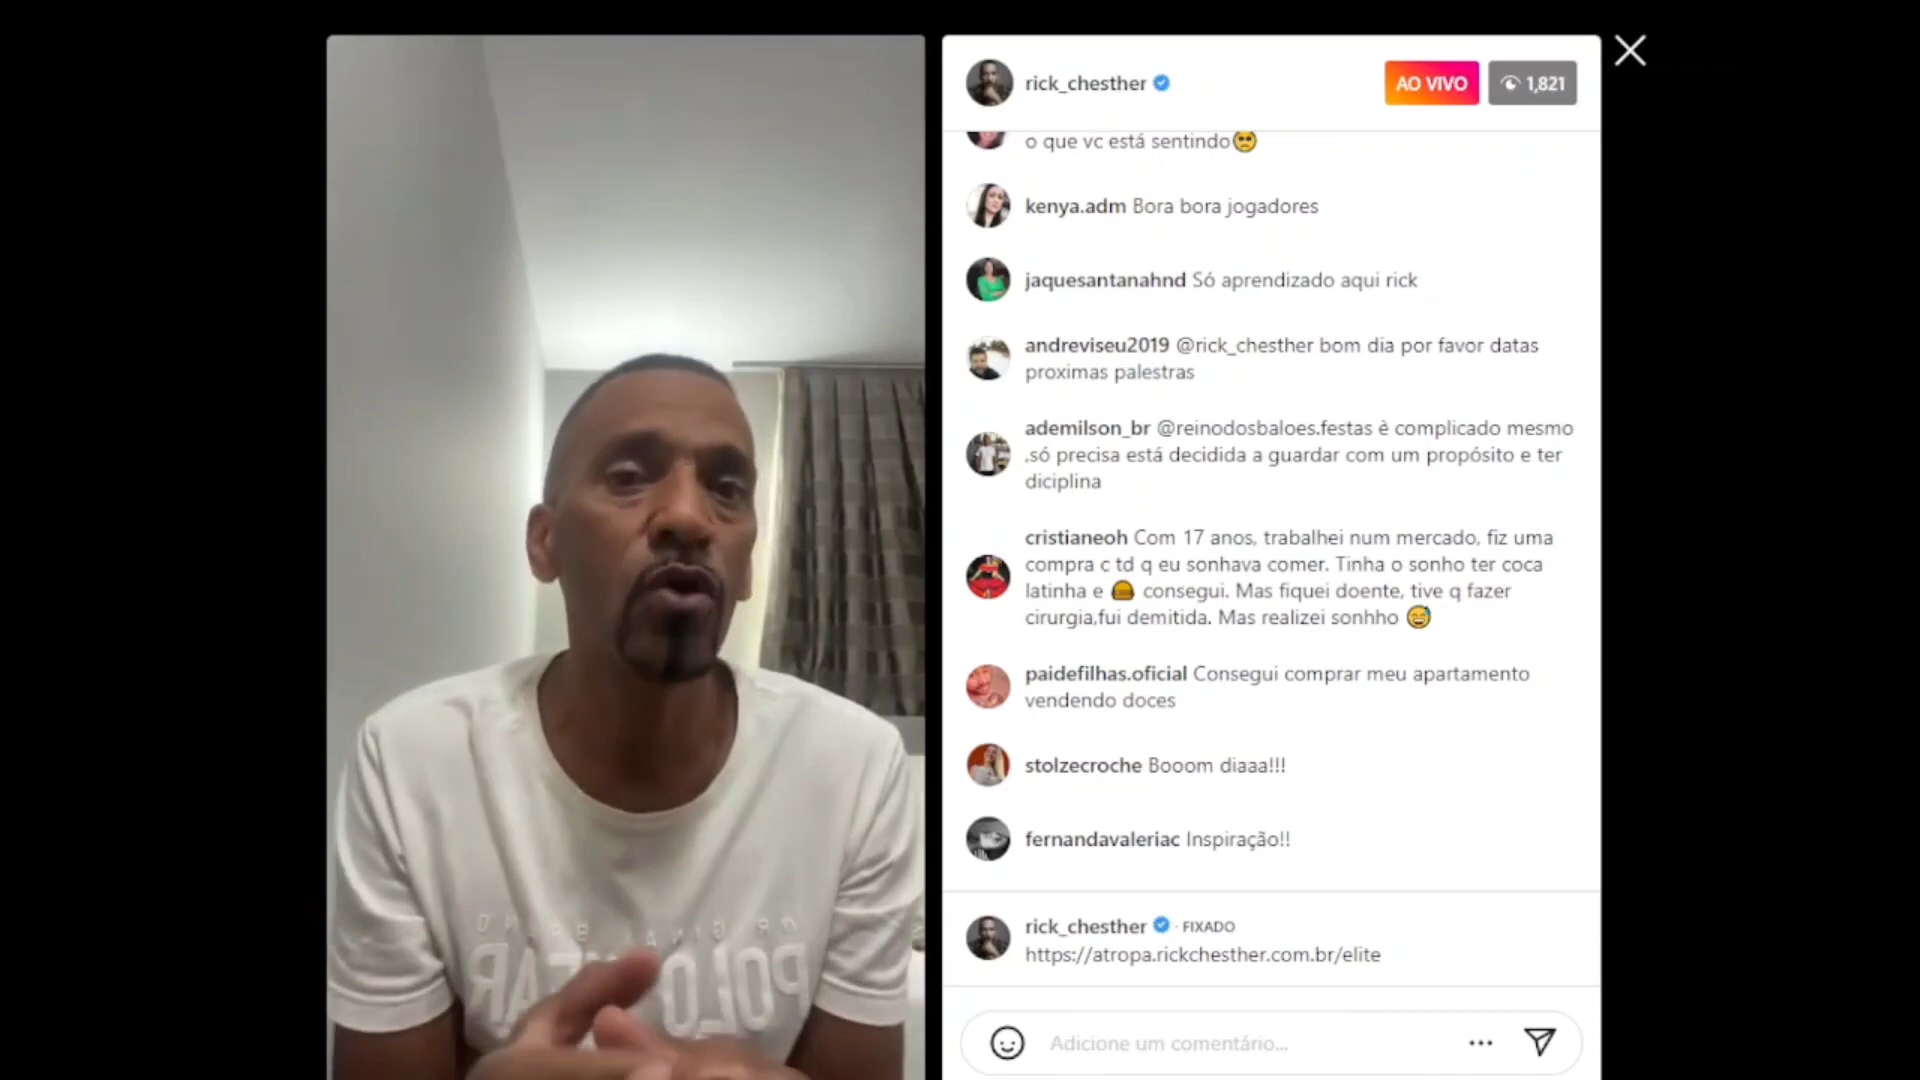 rick_chesther
AO VIVO
1,821
o que vc está sentindo🥺
kenya.adm Bora bora jogadores
jaquesantanahnd Só aprendizado aqui rick
andreviseu2019 @rick_chesther bom dia por favor datas
proximas palestras
ademilson_br @reinodosbaloes.festas è complicado mesmo
,só precisa está decidida a guardar com um propósito e ter
diciplina
cristianeoh Com 17 anos, trabalhei num mercado, fiz uma
compra c td q eu sonhava comer. Tinha o sonho ter coca
latinha e 🍔 consegui. Mas fiquei doente, tive q fazer
cirurgia,fui demitida. Mas realizei sonhho 😅
paidefilhas.oficial Consegui comprar meu apartamento
vendendo doces
stolzecroche Booom diaaa!!!
fernandavaleriac Inspiração!!
rick_chesther · FIXADO
https://atropa.rickchesther.com.br/elite
Adicione um comentário...